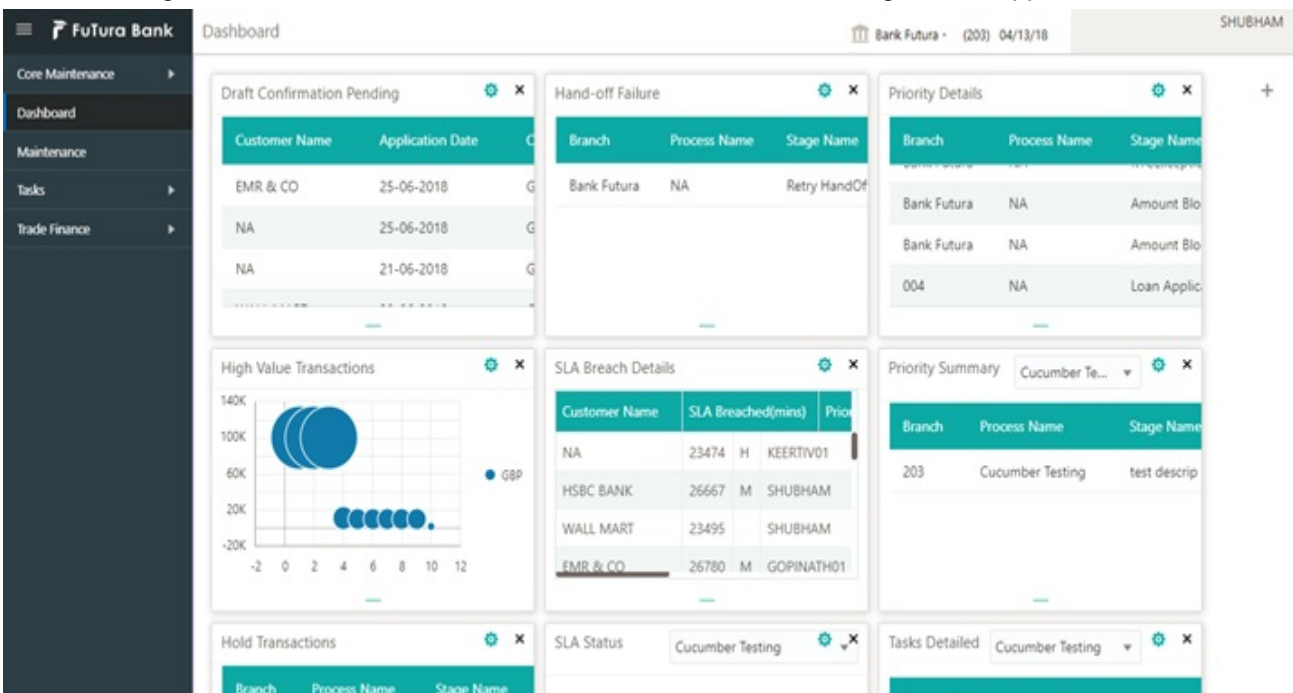 FuTura Bank
Dashboard
Bank Futura - (203) 04/13/18
SHUBHAM
Core Maintenance
Dashboard
Maintenance
Tasks
Trade Finance
Draft Confirmation Pending
Customer Name Application Date
EMR & CO 25-06-2018 G
NA 25-06-2018 G
NA 21-06-2018 G
Hand-off Failure
Branch Process Name Stage Name
Bank Futura NA Retry HandOf
Priority Details
Branch Process Name Stage Name
Bank Futura NA Amount Blo
Bank Futura NA Amount Blo
004 NA Loan Applic
High Value Transactions
140K
100K
60K
20K
-20K
-2 0 2 4 6 8 10 12
GBP
SLA Breach Details
Customer Name SLA Breached(mins) Prior
NA 23474 H KEERTIV01
HSBC BANK 26667 M SHUBHAM
WALL MART 23495 SHUBHAM
EMR & CO 26780 M GOPINATH01
Priority Summary Cucumber Te...
Branch Process Name Stage Name
203 Cucumber Testing test descrip
Hold Transactions
Branch Process Name Stage Name
SLA Status Cucumber Testing
Tasks Detailed Cucumber Testing